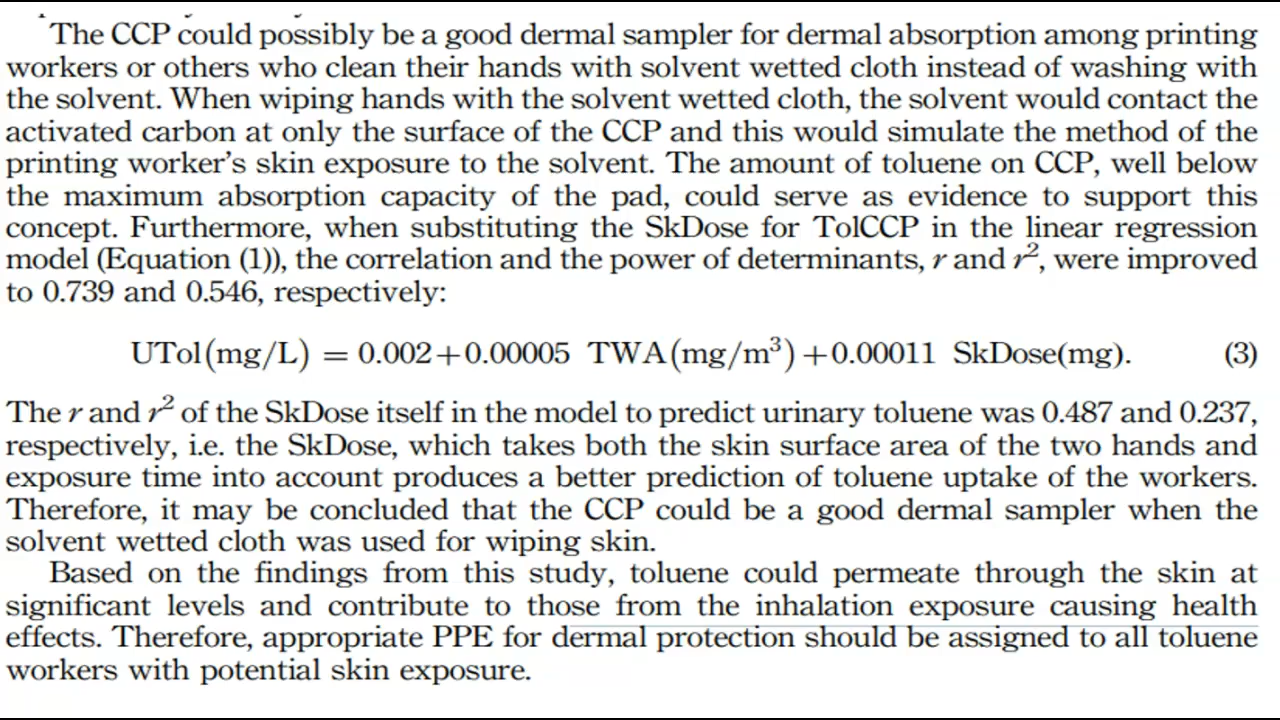 The CCP could possibly be a good dermal sampler for dermal absorption among printing
workers or others who clean their hands with solvent wetted cloth instead of washing with
the solvent. When wiping hands with the solvent wetted cloth, the solvent would contact the
activated carbon at only the surface of the CCP and this would simulate the method of the
printing worker's skin exposure to the solvent. The amount of toluene on CCP, well below
the maximum absorption capacity of the pad, could serve as evidence to support this
concept. Furthermore, when substituting the SkDose for TolCCP in the linear regression
model (Equation (1)), the correlation and the power of determinants, r and r², were improved
to 0.739 and 0.546, respectively:
UTol(mg/L) = 0.002+0.00005 TWA(mg/m³)+0.00011 SkDose(mg). (3)
The r and r² of the SkDose itself in the model to predict urinary toluene was 0.487 and 0.237,
respectively, i.e. the SkDose, which takes both the skin surface area of the two hands and
exposure time into account produces a better prediction of toluene uptake of the workers.
Therefore, it may be concluded that the CCP could be a good dermal sampler when the
solvent wetted cloth was used for wiping skin.
Based on the findings from this study, toluene could permeate through the skin at
significant levels and contribute to those from the inhalation exposure causing health
effects. Therefore, appropriate PPE for dermal protection should be assigned to all toluene
workers with potential skin exposure.